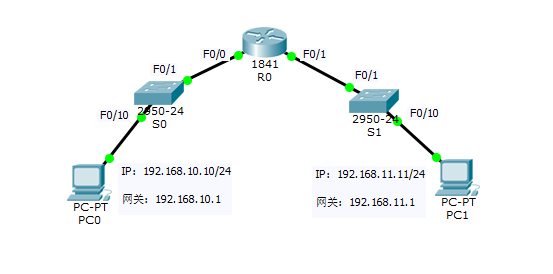 F0/0
1841
R0
F0/1
F0/1
2950-24
S0
F0/1
2950-24
S1
F0/10
F0/10
IP: 192.168.10.10/24
网关: 192.168.10.1
PC-PT
PC0
IP: 192.168.11.11/24
网关: 192.168.11.1
PC-PT
PC1